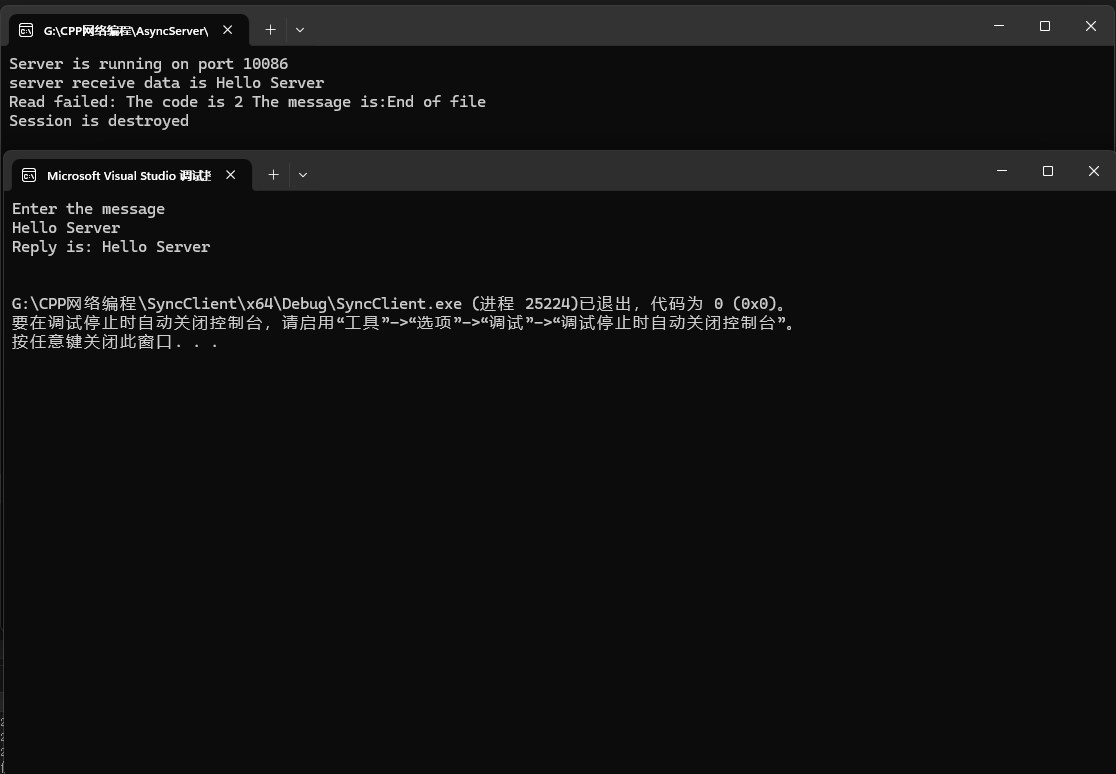 G:\CPP网络编程\AsyncServer\
Server is running on port 10086
server receive data is Hello Server
Read failed: The code is 2 The message is:End of file
Session is destroyed
Microsoft Visual Studio 调试
Enter the message
Hello Server
Reply is: Hello Server
G:\CPP网络编程\SyncClient\x64\Debug\SyncClient.exe (进程 25224)已退出，代码为 0 (0x0)。
要在调试停止时自动关闭控制台，请启用“工具”->“选项”->“调试”->“调试停止时自动关闭控制台”。
按任意键关闭此窗口. . .